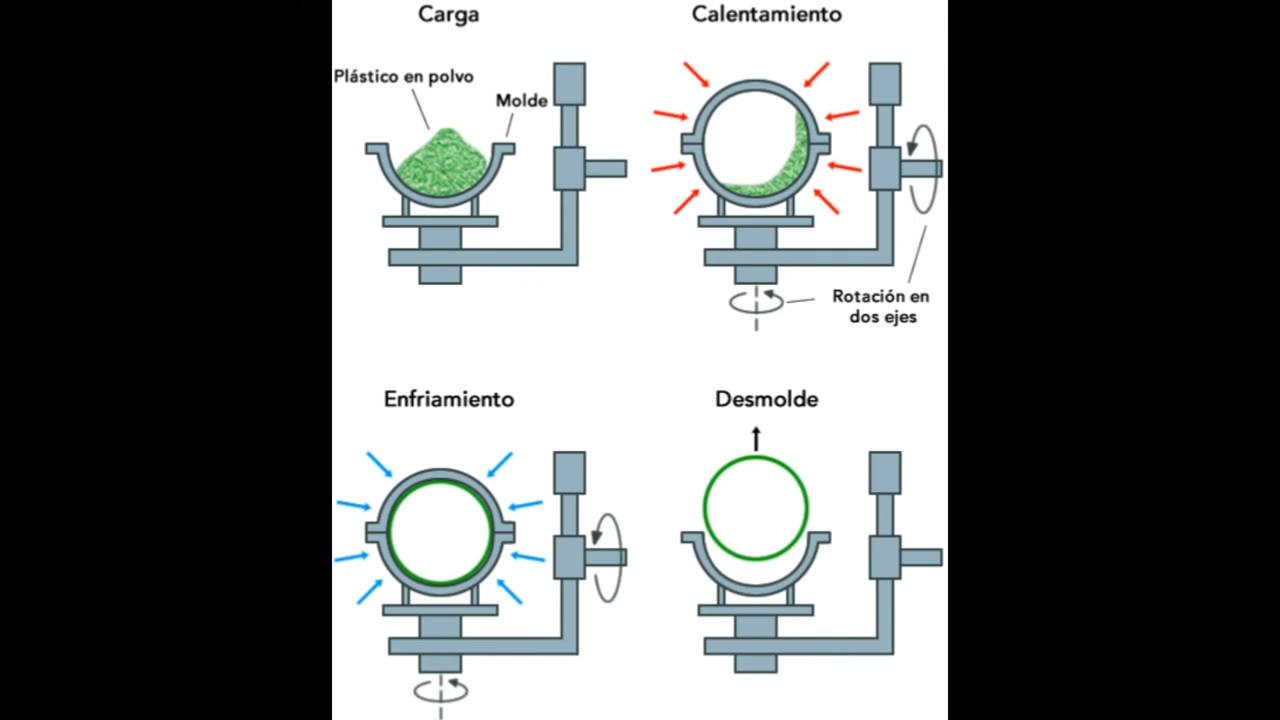 Carga
Calentamiento
Plástico en polvo
Molde
Rotación en
dos ejes
Enfriamiento
Desmolde